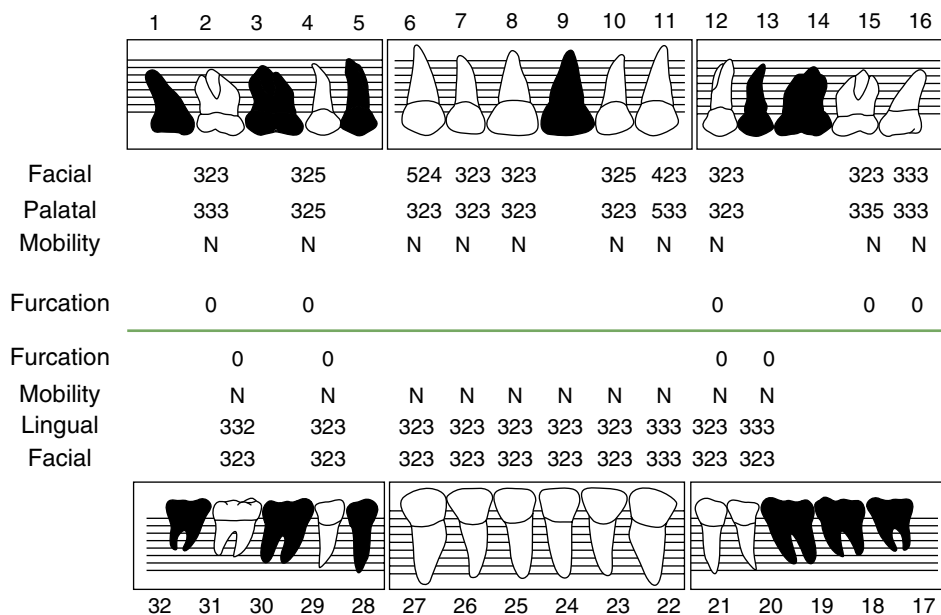 1 2 3 4 5 6 7 8 9 10 11 12 13 14 15 16
Facial 323 325 524 323 323 325 423 323 323 333
Palatal 333 325 323 323 323 323 533 323 335 333
Mobility N N N N N N N N N N
Furcation 0 0 0 0 0
Furcation 0 0 0 0
Mobility N N N N N N N N N N
Lingual 332 323 323 323 323 323 323 333 323 333
Facial 323 323 323 323 323 323 323 333 323 323
32 31 30 29 28 27 26 25 24 23 22 21 20 19 18 17